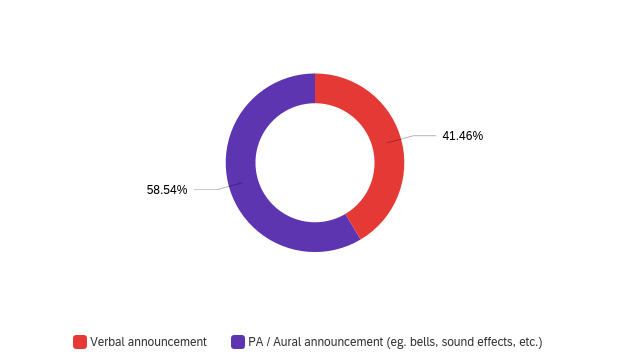 41.46%
58.54%
Verbal announcement
PA / Aural announcement (eg. bells, sound effects, etc.)